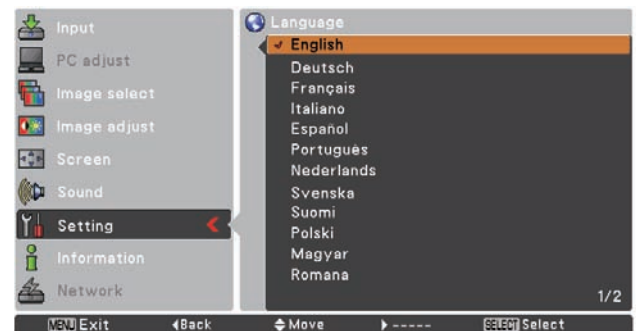 Input
PC adjust
Image select
Image adjust
Screen
Sound
Setting
Information
Network
Language
English
Deutsch
Français
Italiano
Español
Português
Nederlands
Svenska
Suomi
Polski
Magyar
Romana
1/2
MENU Exit ◀Back Move ▶ ----- SELECT Select